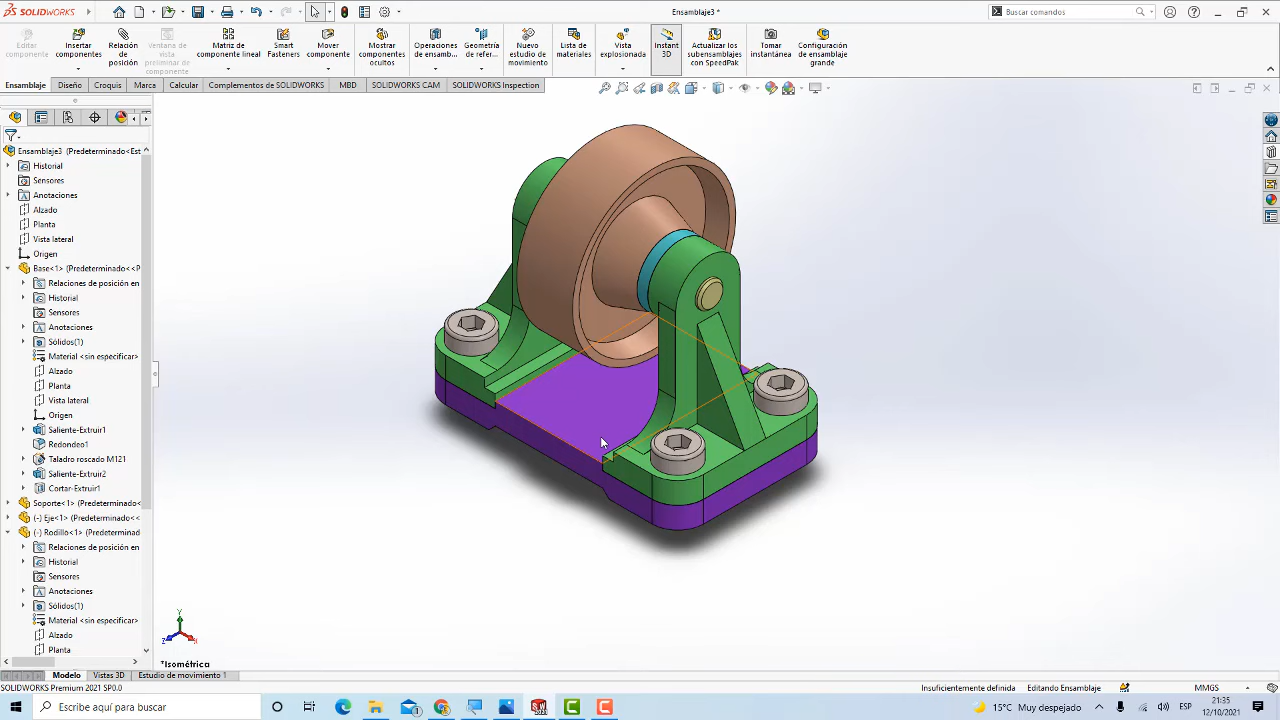 SOLIDWORKS
Ensamblaje3 *
Buscar comandos
Editar componente
Insertar componentes
Relación de posición
Ventana de vista preliminar de componente
Matriz de componente lineal
Smart Fasteners
Mover componente
Mostrar componentes ocultos
Operaciones de ensamb...
Geometría de refer...
Nuevo estudio de movimiento
Lista de materiales
Vista explosionada
Instant 3D
Actualizar los subensamblajes con SpeedPak
Tomar instantánea
Configuración de ensamblaje grande
Ensamblaje
Diseño
Croquis
Marca
Calcular
Complementos de SOLIDWORKS
MBD
SOLIDWORKS CAM
SOLIDWORKS Inspection
Ensamblaje3 (Predeterminado<Est
Historial
Sensores
Anotaciones
Alzado
Planta
Vista lateral
Origen
Base<1> (Predeterminado<<P
Relaciones de posición en
Historial
Sensores
Anotaciones
Sólidos(1)
Material <sin especificar>
Alzado
Planta
Vista lateral
Origen
Saliente-Extruir1
Redondeo1
Taladro roscado M121
Saliente-Extruir2
Cortar-Extruir1
Soporte<1> (Predeterminado<
(-) Eje<1> (Predeterminado<<
(-) Rodillo<1> (Predeterminad
Relaciones de posición en
Historial
Sensores
Anotaciones
Sólidos(1)
Material <sin especificar>
Alzado
Planta
Y
Z
X
*Isométrica
Modelo
Vistas 3D
Estudio de movimiento 1
SOLIDWORKS Premium 2021 SP0.0
Insuficientemente definida
Editando Ensamblaje
MMGS
Escribe aquí para buscar
15°C Muy despejado
ESP
21:35
12/10/2021